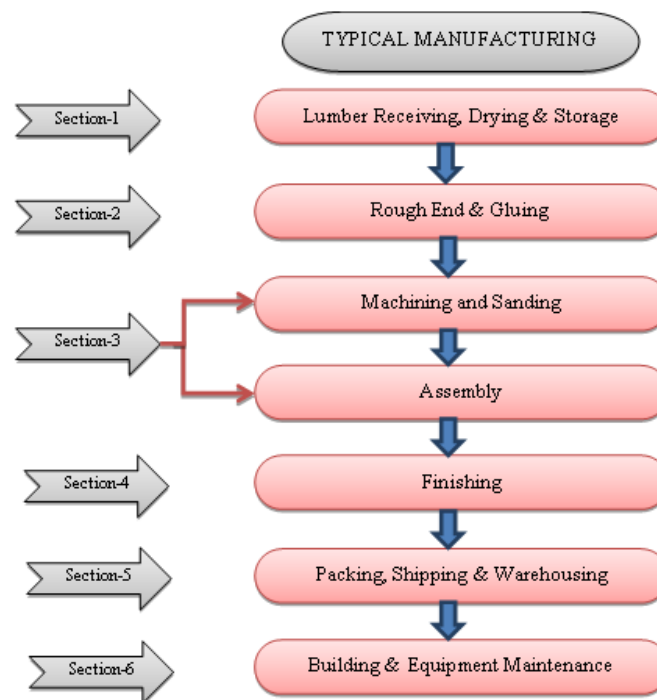 TYPICAL MANUFACTURING
Section-1
Lumber Receiving, Drying & Storage
Section-2
Rough End & Gluing
Section-3
Machining and Sanding
Assembly
Section-4
Finishing
Section-5
Packing, Shipping & Warehousing
Section-6
Building & Equipment Maintenance